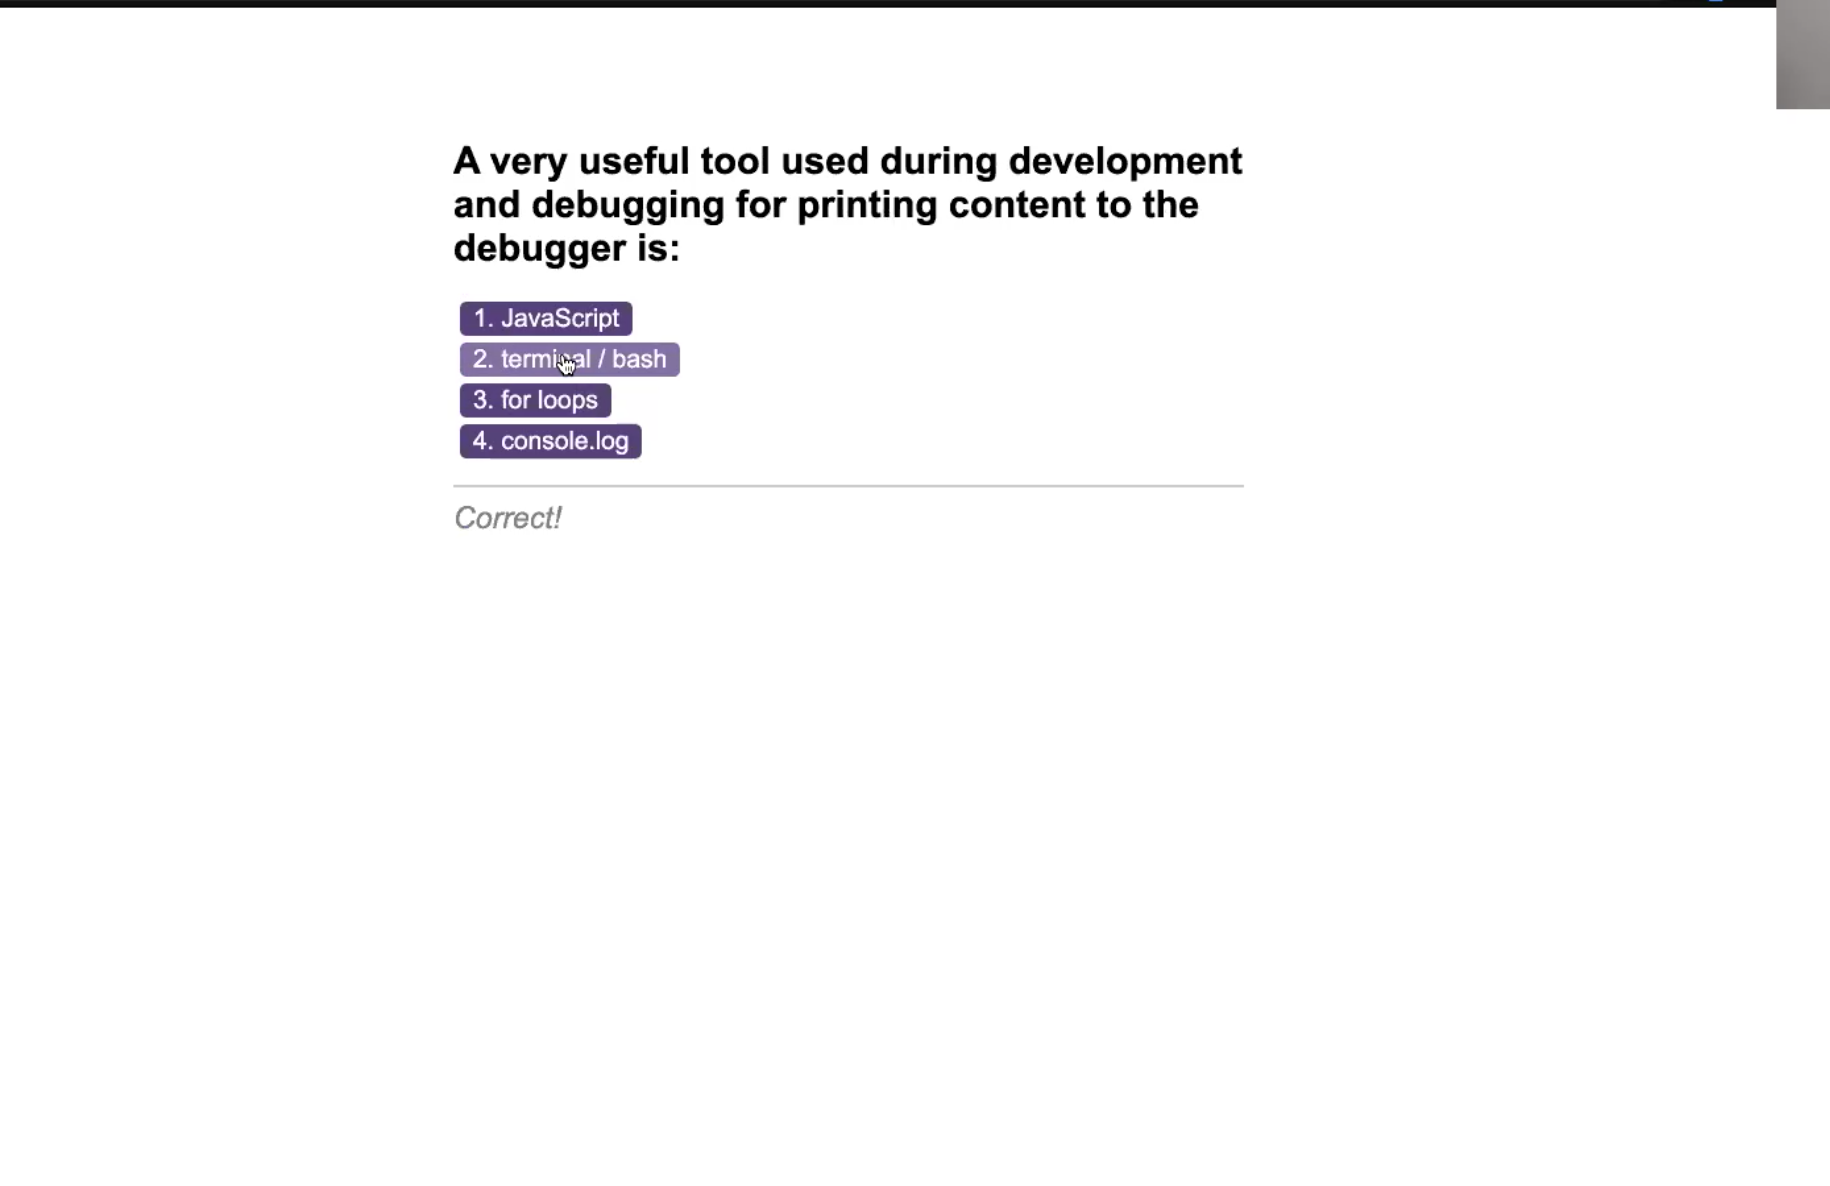 A very useful tool used during development
and debugging for printing content to the
debugger is:
1. JavaScript
2. terminal / bash
3. for loops
4. console.log
Correct!